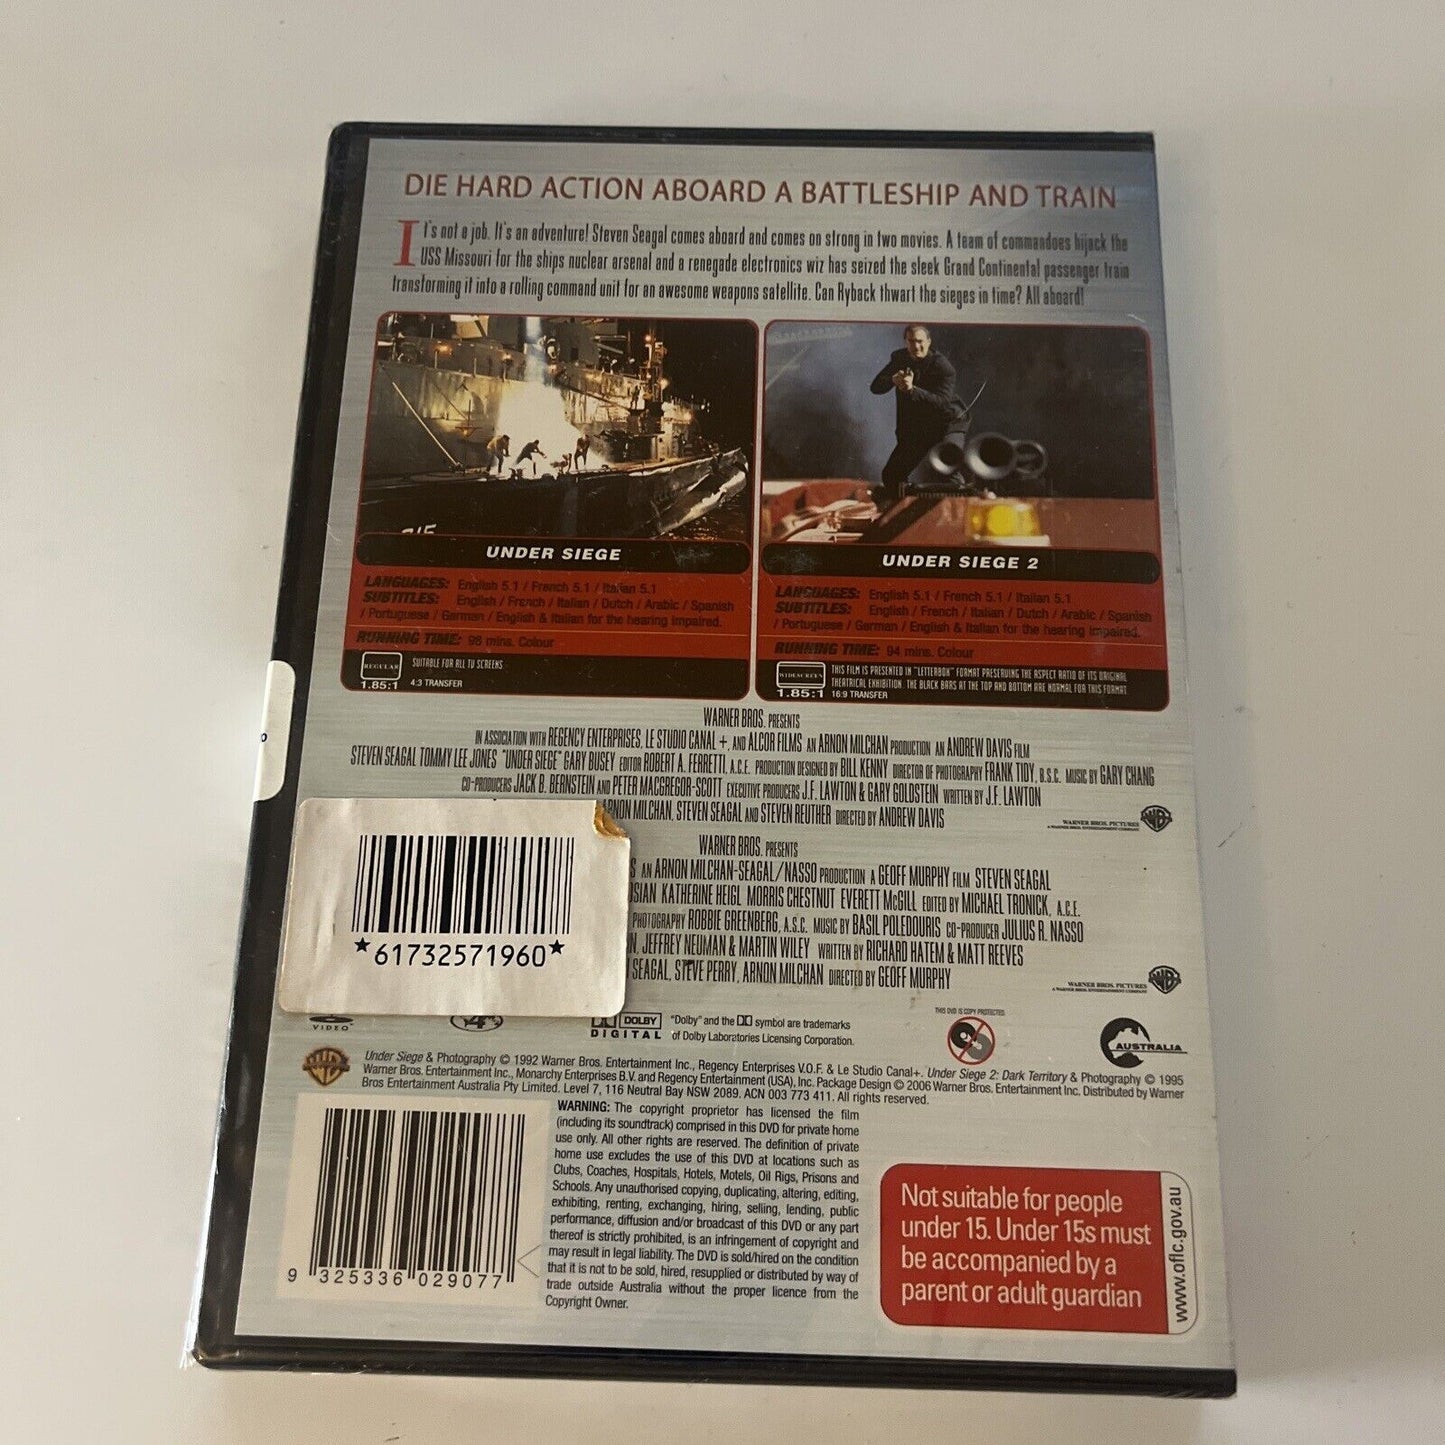 DIE HARD ACTION ABOARD A BATTLESHIP AND TRAIN
It's not a job. It's an adventure! Steven Seagal comes aboard and comes on strong in two movies. A team of commandoes hijack the
USS Missouri for the ships nuclear arsenal and a renegade electronics wiz has seized the sleek Grand Continental passenger train
transforming it into a rolling command unit for an awesome weapons satellite. Can Ryback thwart the sieges in time? All aboard!
UNDER SIEGE
LANGUAGES: English 5.1 / French 5.1 / Italian 5.1
SUBTITLES: English / French / Italian / Dutch / Arabic / Spanish
/ Portuguese / German / English & Italian for the hearing impaired.
RUNNING TIME: 98 mins. Colour
REGULAR
SUITABLE FOR ALL TV SCREENS
1.85:1 4:3 TRANSFER
UNDER SIEGE 2
LANGUAGES: English 5.1 / French 5.1 / Italian 5.1
SUBTITLES: English / French / Italian / Dutch / Arabic / Spanish
/ Portuguese / German / English & Italian for the hearing impaired.
RUNNING TIME: 94 mins. Colour
WIDESCREEN
THIS FILM IS PRESENTED IN "LETTERBOX" FORMAT PRESERVING THE ASPECT RATIO OF ITS ORIGINAL
THEATRICAL EXHIBITION. THE BLACK BARS AT THE TOP AND BOTTOM ARE NORMAL FOR THIS FORMAT
1.85:1 16:9 TRANSFER
WARNER BROS. PRESENTS
IN ASSOCIATION WITH REGENCY ENTERPRISES, LE STUDIO CANAL +, AND ALCOR FILMS AN ARNON MILCHAN PRODUCTION AN ANDREW DAVIS FILM
STEVEN SEAGAL TOMMY LEE JONES "UNDER SIEGE" GARY BUSEY EDITOR ROBERT A. FERRETTI, A.C.E. PRODUCTION DESIGNED BY BILL KENNY DIRECTOR OF PHOTOGRAPHY FRANK TIDY, B.S.C. MUSIC BY GARY CHANG
CO-PRODUCERS JACK B. BERNSTEIN AND PETER MACGREGOR-SCOTT EXECUTIVE PRODUCERS J.F. LAWTON & GARY GOLDSTEIN WRITTEN BY J.F. LAWTON
ARNON MILCHAN, STEVEN SEAGAL AND STEVEN REUTHER DIRECTED BY ANDREW DAVIS
WARNER BROS. PICTURES
A WARNER BROS. ENTERTAINMENT COMPANY
WARNER BROS. PRESENTS
S AN ARNON MILCHAN-SEAGAL/NASSO PRODUCTION A GEOFF MURPHY FILM STEVEN SEAGAL
OSIAN KATHERINE HEIGL MORRIS CHESTNUT EVERETT McGILL EDITED BY MICHAEL TRONICK, A.C.E.
PHOTOGRAPHY ROBBIE GREENBERG, A.S.C. MUSIC BY BASIL POLEDOURIS CO-PRODUCER JULIUS R. NASSO
N, JEFFREY NEUMAN & MARTIN WILEY WRITTEN BY RICHARD HATEM & MATT REEVES
SEAGAL, STEVE PERRY, ARNON MILCHAN DIRECTED BY GEOFF MURPHY
WARNER BROS. PICTURES
A WARNER BROS. ENTERTAINMENT COMPANY
*61732571960*
VIDEO
4
DOLBY
DIGITAL
"Dolby" and the DD symbol are trademarks
of Dolby Laboratories Licensing Corporation.
THIS DVD IS COPY PROTECTED
AUSTRALIA
Under Siege & Photography © 1992 Warner Bros. Entertainment Inc., Regency Enterprises V.O.F. & Le Studio Canal+. Under Siege 2: Dark Territory & Photography © 1995
Warner Bros. Entertainment Inc., Monarchy Enterprises B.V. and Regency Entertainment (USA), Inc. Package Design © 2006 Warner Bros. Entertainment Inc. Distributed by Warner
Bros Entertainment Australia Pty Limited. Level 7, 116 Neutral Bay NSW 2089. ACN 003 773 411. All rights reserved.
WARNING: The copyright proprietor has licensed the film
(including its soundtrack) comprised in this DVD for private home
use only. All other rights are reserved. The definition of private
home use excludes the use of this DVD at locations such as
Clubs, Coaches, Hospitals, Hotels, Motels, Oil Rigs, Prisons and
Schools. Any unauthorised copying, duplicating, altering, editing,
exhibiting, renting, exchanging, hiring, selling, lending, public
performance, diffusion and/or broadcast of this DVD or any part
thereof is strictly prohibited, is an infringement of copyright and
may result in legal liability. The DVD is sold/hired on the condition
that it is not to be sold, hired, resupplied or distributed by way of
trade outside Australia without the proper licence from the
Copyright Owner.
9 325336 029077
Not suitable for people
under 15. Under 15s must
be accompanied by a
parent or adult guardian
www.oflc.gov.au